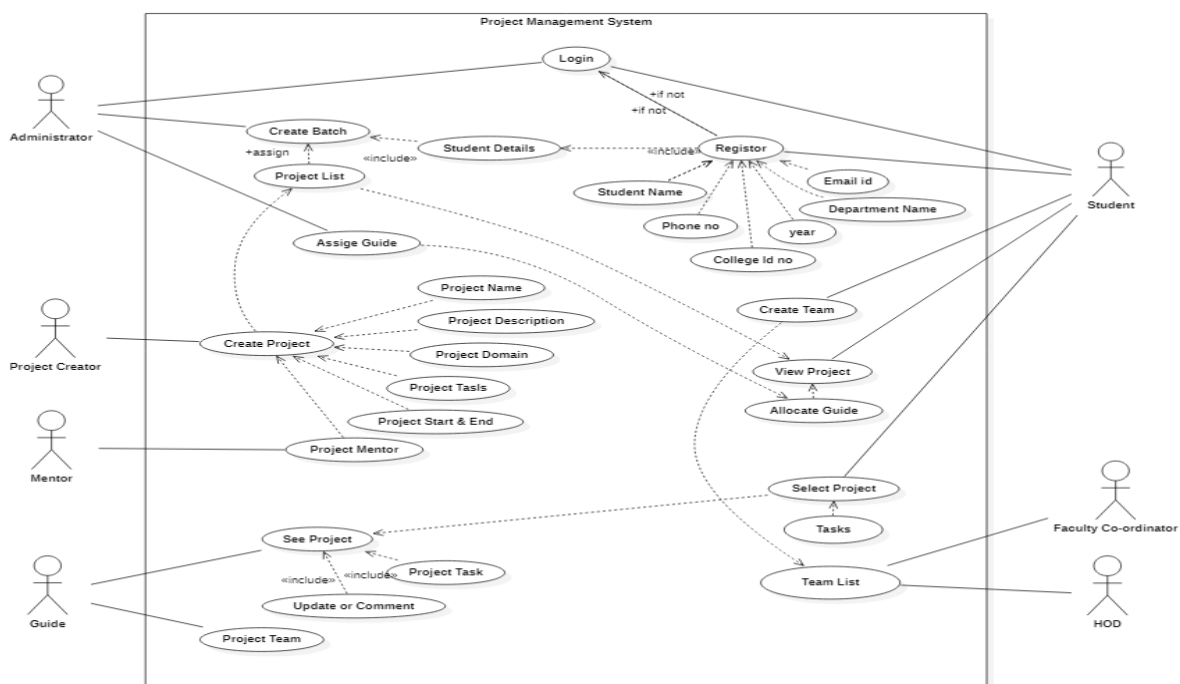 Project Management System
Login
+if not
+if not
Administrator
Create Batch
+assign
«include»
Student Details
«include»
Registor
Project List
Student Name
Email id
Department Name
Phone no
year
College Id no
Student
Assige Guide
Project Name
Create Team
Project Description
Create Project
Project Creator
Project Domain
View Project
Project Tasls
Allocate Guide
Project Start & End
Project Mentor
Mentor
Select Project
Tasks
Faculty Co-ordinator
See Project
«include»
«include»
Project Task
Team List
Update or Comment
Guide
HOD
Project Team